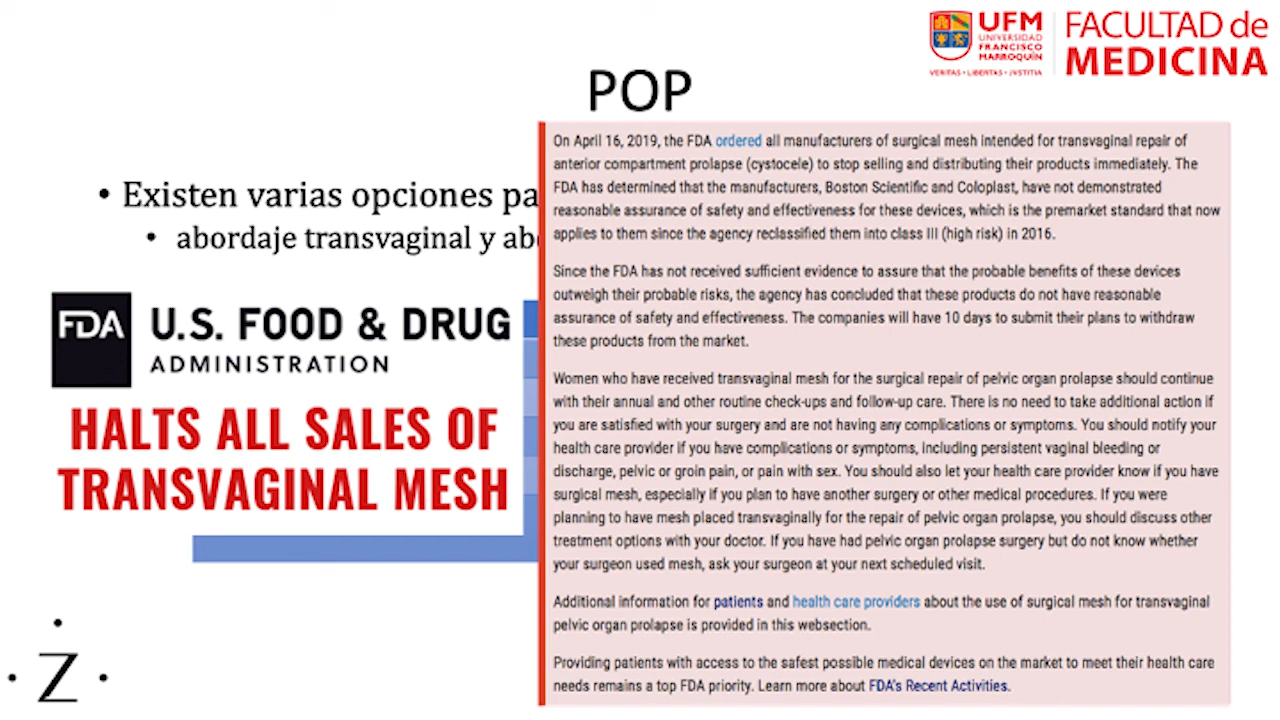 UFM
UNIVERSIDAD
FRANCISCO
MARROQUÍN
VERITAS • LIBERTAS • JVSTITIA
FACULTAD de
MEDICINA
POP
• Existen varias opciones pa
• abordaje transvaginal y abo
FDA
U.S. FOOD & DRUG
ADMINISTRATION
HALTS ALL SALES OF
TRANSVAGINAL MESH
On April 16, 2019, the FDA ordered all manufacturers of surgical mesh intended for transvaginal repair of
anterior compartment prolapse (cystocele) to stop selling and distributing their products immediately. The
FDA has determined that the manufacturers, Boston Scientific and Coloplast, have not demonstrated
reasonable assurance of safety and effectiveness for these devices, which is the premarket standard that now
applies to them since the agency reclassified them into class III (high risk) in 2016.
Since the FDA has not received sufficient evidence to assure that the probable benefits of these devices
outweigh their probable risks, the agency has concluded that these products do not have reasonable
assurance of safety and effectiveness. The companies will have 10 days to submit their plans to withdraw
these products from the market.
Women who have received transvaginal mesh for the surgical repair of pelvic organ prolapse should continue
with their annual and other routine check-ups and follow-up care. There is no need to take additional action if
you are satisfied with your surgery and are not having any complications or symptoms. You should notify your
health care provider if you have complications or symptoms, including persistent vaginal bleeding or
discharge, pelvic or groin pain, or pain with sex. You should also let your health care provider know if you have
surgical mesh, especially if you plan to have another surgery or other medical procedures. If you were
planning to have mesh placed transvaginally for the repair of pelvic organ prolapse, you should discuss other
treatment options with your doctor. If you have had pelvic organ prolapse surgery but do not know whether
your surgeon used mesh, ask your surgeon at your next scheduled visit.
Additional information for patients and health care providers about the use of surgical mesh for transvaginal
pelvic organ prolapse is provided in this websection.
Providing patients with access to the safest possible medical devices on the market to meet their health care
needs remains a top FDA priority. Learn more about FDA's Recent Activities.
Z